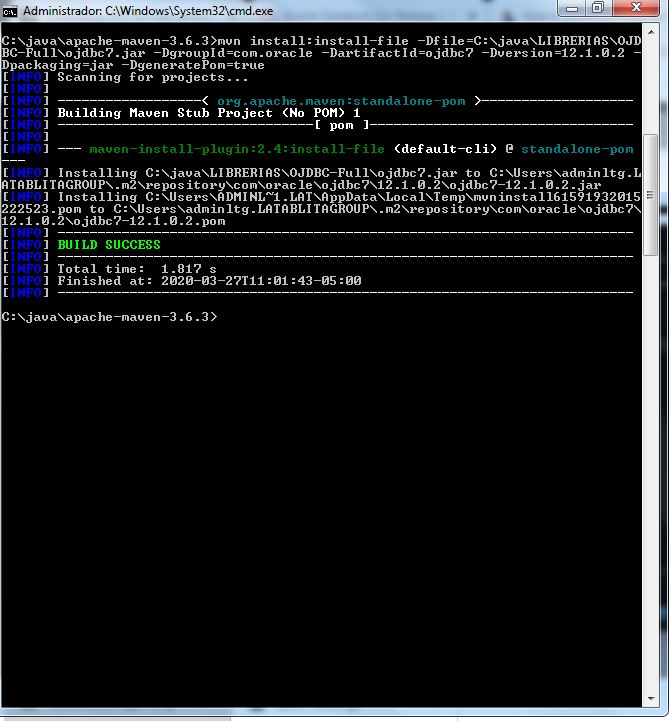 Administrador: C:\Windows\System32\cmd.exe
C:\java\apache-maven-3.6.3>mvn install:install-file -Dfile=C:\java\LIBRERIAS\OJD
BC-Full\ojdbc7.jar -DgroupId=com.oracle -DartifactId=ojdbc7 -Dversion=12.1.0.2 -
Dpackaging=jar -DgeneratePom=true
[INFO] Scanning for projects...
[INFO]
[INFO] ------------------< org.apache.maven:standalone-pom >-------------------
[INFO] Building Maven Stub Project (No POM) 1
[INFO] --------------------------------[ pom ]---------------------------------
[INFO]
[INFO] --- maven-install-plugin:2.4:install-file (default-cli) @ standalone-pom
---
[INFO] Installing C:\java\LIBRERIAS\OJDBC-Full\ojdbc7.jar to C:\Users\adminltg.L
ATABLITAGROUP\.m2\repository\com\oracle\ojdbc7\12.1.0.2\ojdbc7-12.1.0.2.jar
[INFO] Installing C:\Users\ADMINL~1.LAT\AppData\Local\Temp\mvninstall61591932015
222523.pom to C:\Users\adminltg.LATABLITAGROUP\.m2\repository\com\oracle\ojdbc7\
12.1.0.2\ojdbc7-12.1.0.2.pom
[INFO] ------------------------------------------------------------------------
[INFO] BUILD SUCCESS
[INFO] ------------------------------------------------------------------------
[INFO] Total time:  1.817 s
[INFO] Finished at: 2020-03-27T11:01:43-05:00
[INFO] ------------------------------------------------------------------------
C:\java\apache-maven-3.6.3>